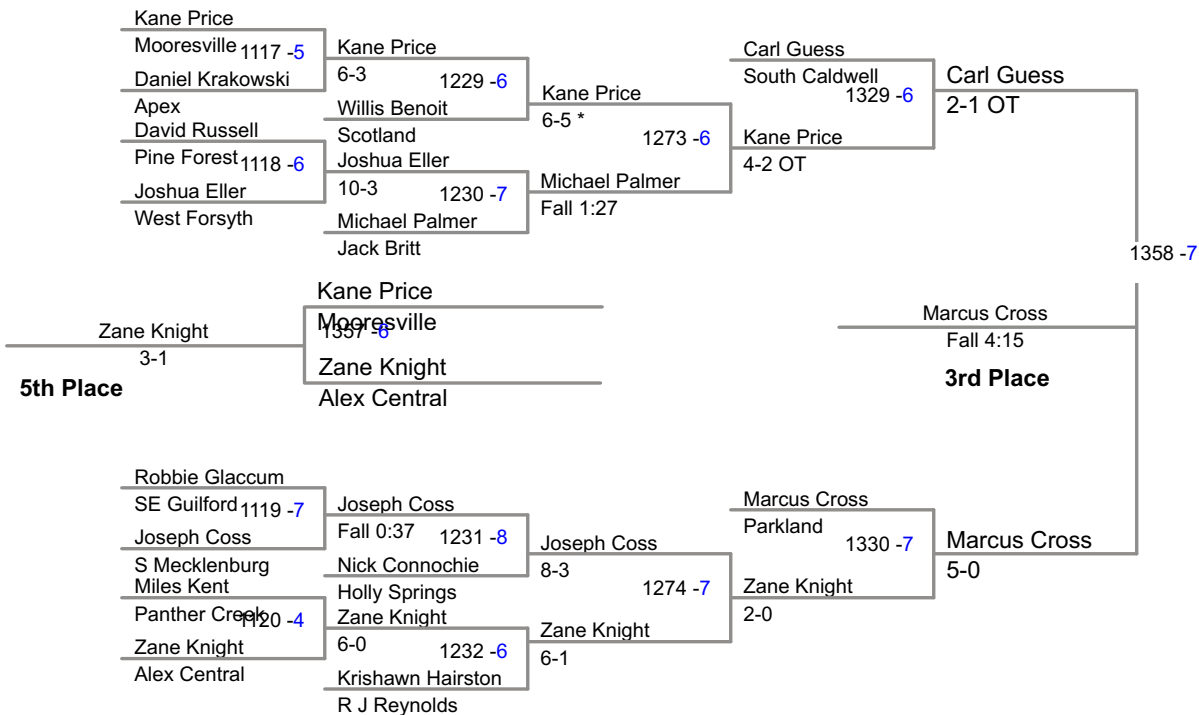 Kane Price
Mooresville 1117 -5
Daniel Krakowski
Apex
David Russell
Pine Forest 1118 -6
Joshua Eller
West Forsyth
Kane Price
6-3 1229 -6
Willis Benoit
Scotland
Joshua Eller
10-3 1230 -7
Michael Palmer
Jack Britt
Kane Price
6-5 * 1273 -6
Michael Palmer
Fall 1:27
Carl Guess
South Caldwell
1329 -6
Kane Price
4-2 OT
Carl Guess
2-1 OT
1358 -7
Kane Price
Mooresville
1357 -6
Zane Knight
Alex Central
Zane Knight
3-1
5th Place
Marcus Cross
Fall 4:15
3rd Place
Robbie Glaccum
SE Guilford 1119 -7
Joseph Coss
S Mecklenburg
Miles Kent
Panther Creek 1120 -4
Zane Knight
Alex Central
Joseph Coss
Fall 0:37 1231 -8
Nick Connochie
Holly Springs
Zane Knight
6-0 1232 -6
Krishawn Hairston
R J Reynolds
Joseph Coss
8-3 1274 -7
Zane Knight
6-1
Marcus Cross
Parkland
1330 -7
Zane Knight
2-0
Marcus Cross
5-0